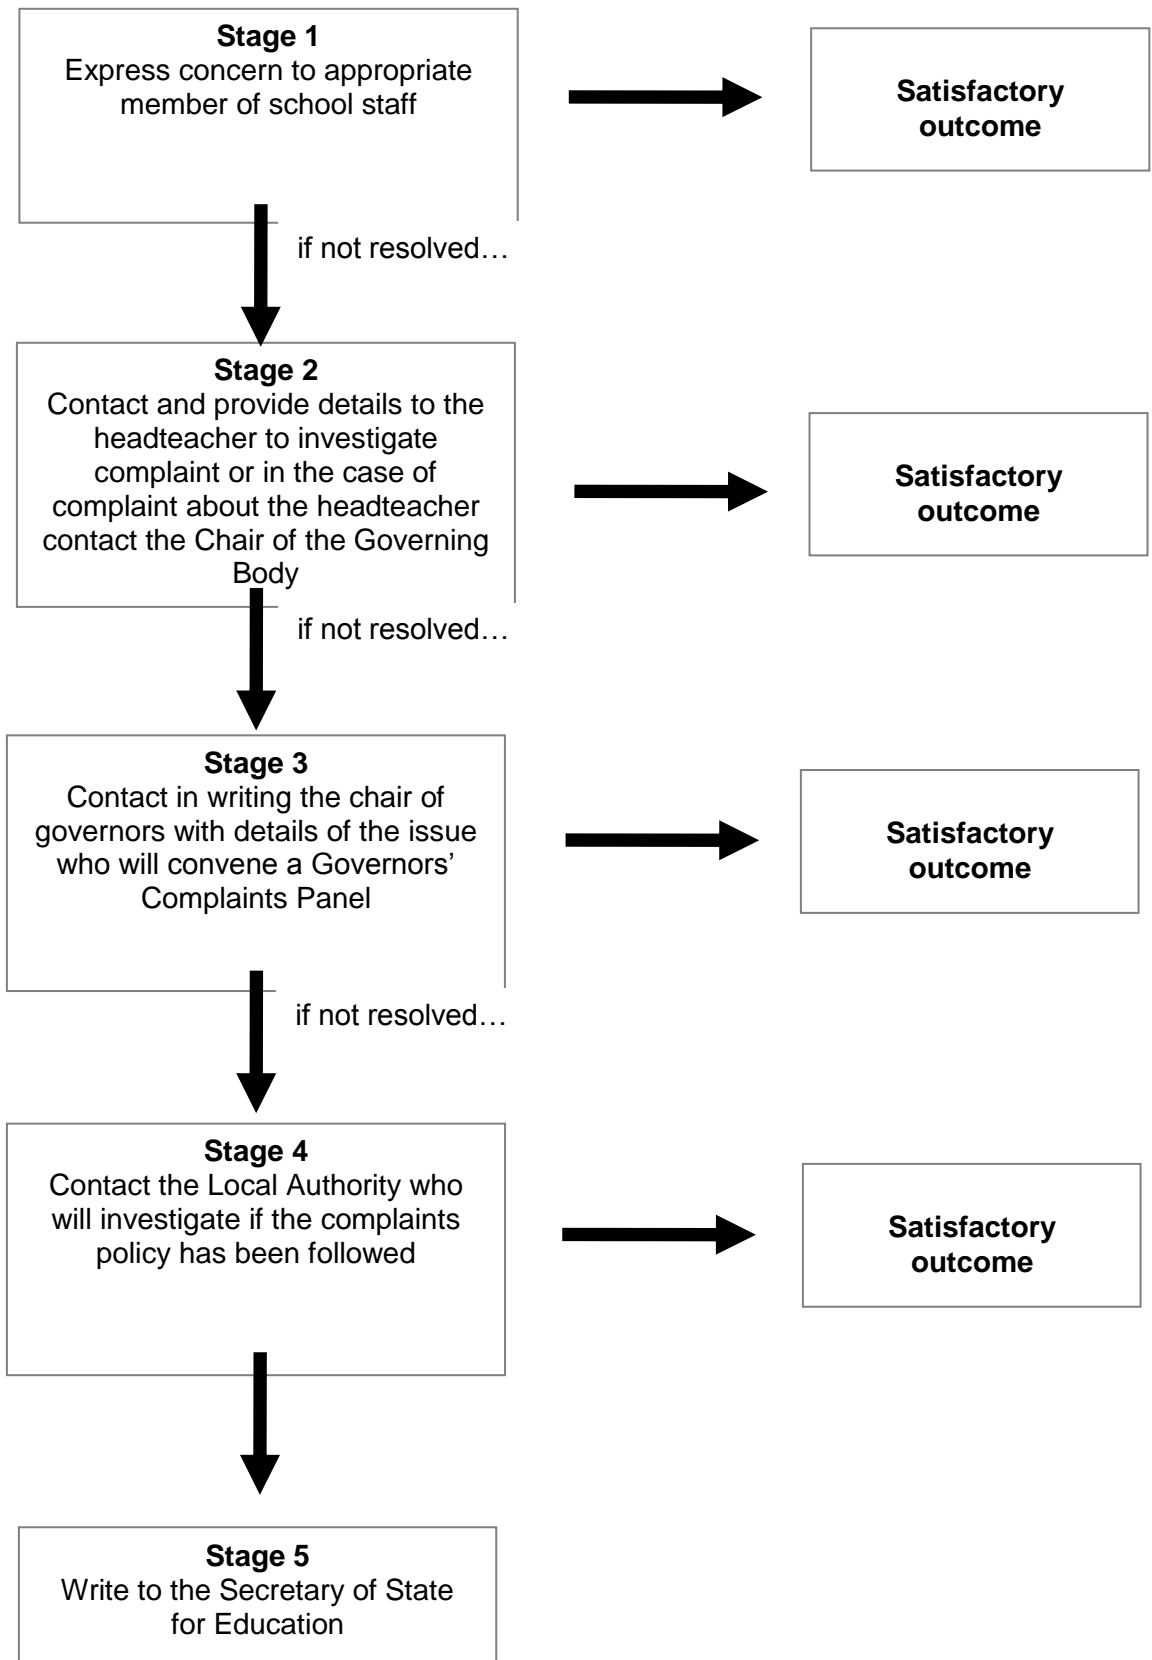 Stage 1
Express concern to appropriate
member of school staff
Satisfactory
outcome
if not resolved…
Stage 2
Contact and provide details to the
headteacher to investigate
complaint or in the case of
complaint about the headteacher
contact the Chair of the Governing
Body
Satisfactory
outcome
if not resolved…
Stage 3
Contact in writing the chair of
governors with details of the issue
who will convene a Governors’
Complaints Panel
Satisfactory
outcome
if not resolved…
Stage 4
Contact the Local Authority who
will investigate if the complaints
policy has been followed
Satisfactory
outcome
Stage 5
Write to the Secretary of State
for Education